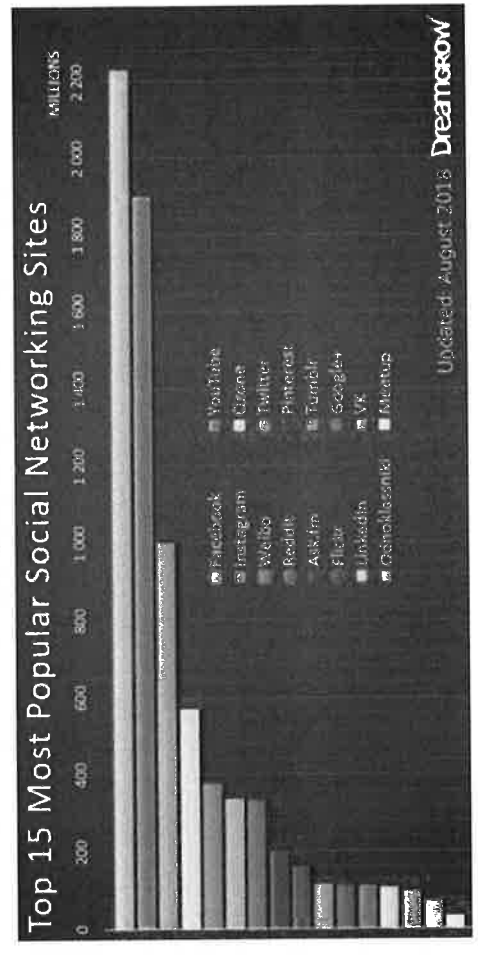 Top 15 Most Popular Social Networking Sites
MILLIONS
0 200 400 600 800 1 000 1 200 1 400 1 600 1 800 2 000 2 200
Facebook YouTube
Instagram Qzone
Weibo Twitter
Reddit Pinterest
Ask.fm Tumblr
Flickr Google+
LinkedIn VK
Odnoklassniki Meetup
Updated: August 2018 DreamGROW